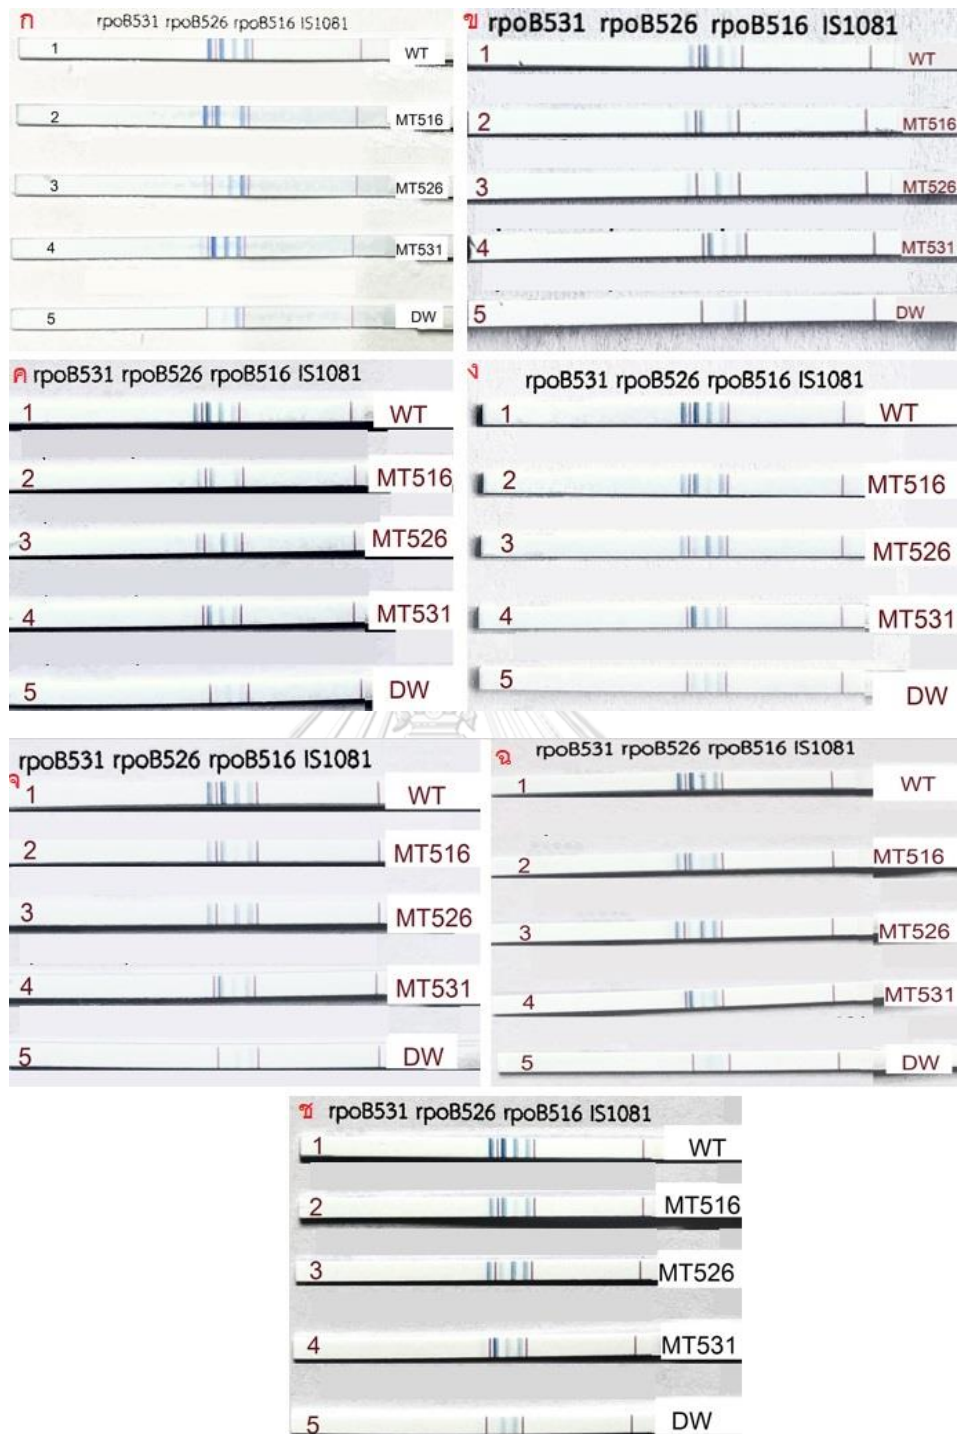 ก rpoB531 rpoB526 rpoB516 IS1081
1 WT
2 MT516
3 MT526
4 MT531
5 DW
ข rpoB531 rpoB526 rpoB516 IS1081
1 WT
2 MT516
3 MT526
4 MT531
5 DW
ค rpoB531 rpoB526 rpoB516 IS1081
1 WT
2 MT516
3 MT526
4 MT531
5 DW
ง rpoB531 rpoB526 rpoB516 IS1081
1 WT
2 MT516
3 MT526
4 MT531
5 DW
จ rpoB531 rpoB526 rpoB516 IS1081
1 WT
2 MT516
3 MT526
4 MT531
5 DW
ฉ rpoB531 rpoB526 rpoB516 IS1081
1 WT
2 MT516
3 MT526
4 MT531
5 DW
ช rpoB531 rpoB526 rpoB516 IS1081
1 WT
2 MT516
3 MT526
4 MT531
5 DW